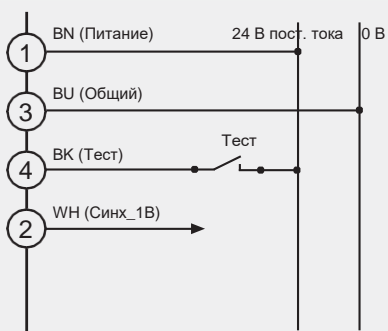 BN (Питание) 24 В пост. тока 0 В
1
BU (Общий)
3
Тест
BK (Тест)
4
WH (Синх_1В)
2